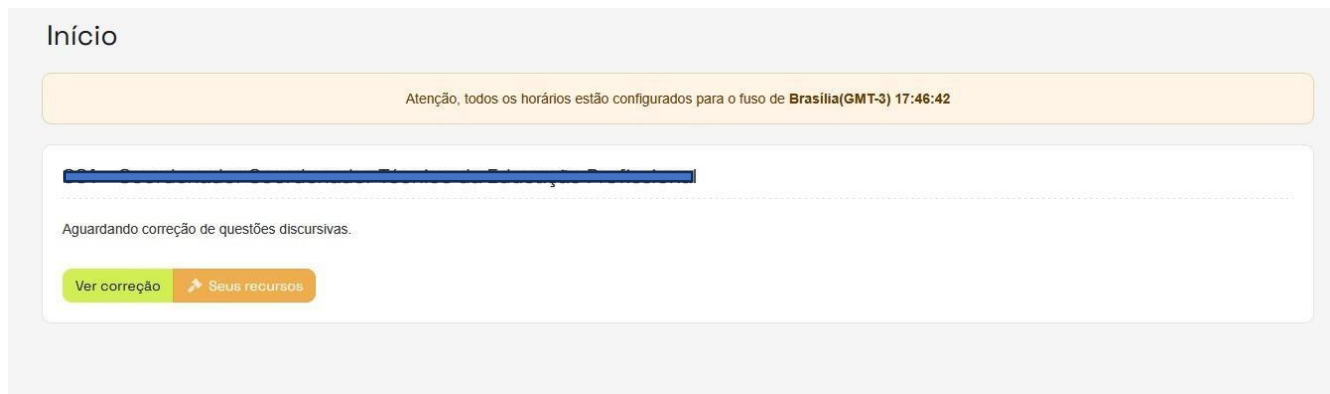 Início
Atenção, todos os horários estão configurados para o fuso de Brasília(GMT-3) 17:46:42
Aguardando correção de questões discursivas.
Ver correção
Seus recursos